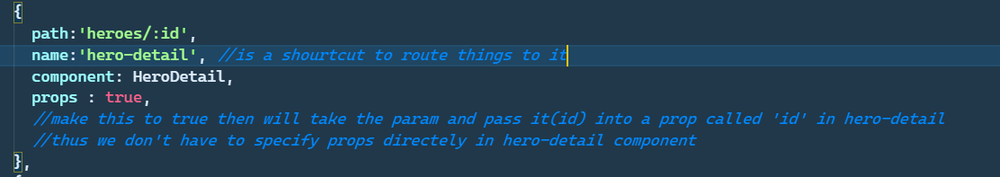 {
path:'heroes/:id',
name:'hero-detail', //is a shourtcut to route things to it
component: HeroDetail,
props : true,
//make this to true then will take the param and pass it(id) into a prop called 'id' in hero-detail
//thus we don't have to specify props directely in hero-detail component
},